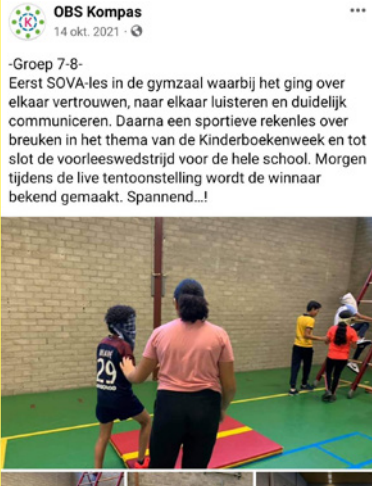 OBS Kompas
14 okt. 2021 ·
-Groep 7-8-
Eerst SOVA-les in de gymzaal waarbij het ging over
elkaar vertrouwen, naar elkaar luisteren en duidelijk
communiceren. Daarna een sportieve rekenles over
breuken in het thema van de Kinderboekenweek en tot
slot de voorleeswedstrijd voor de hele school. Morgen
tijdens de live tentoonstelling wordt de winnaar
bekend gemaakt. Spannend...!
K
29